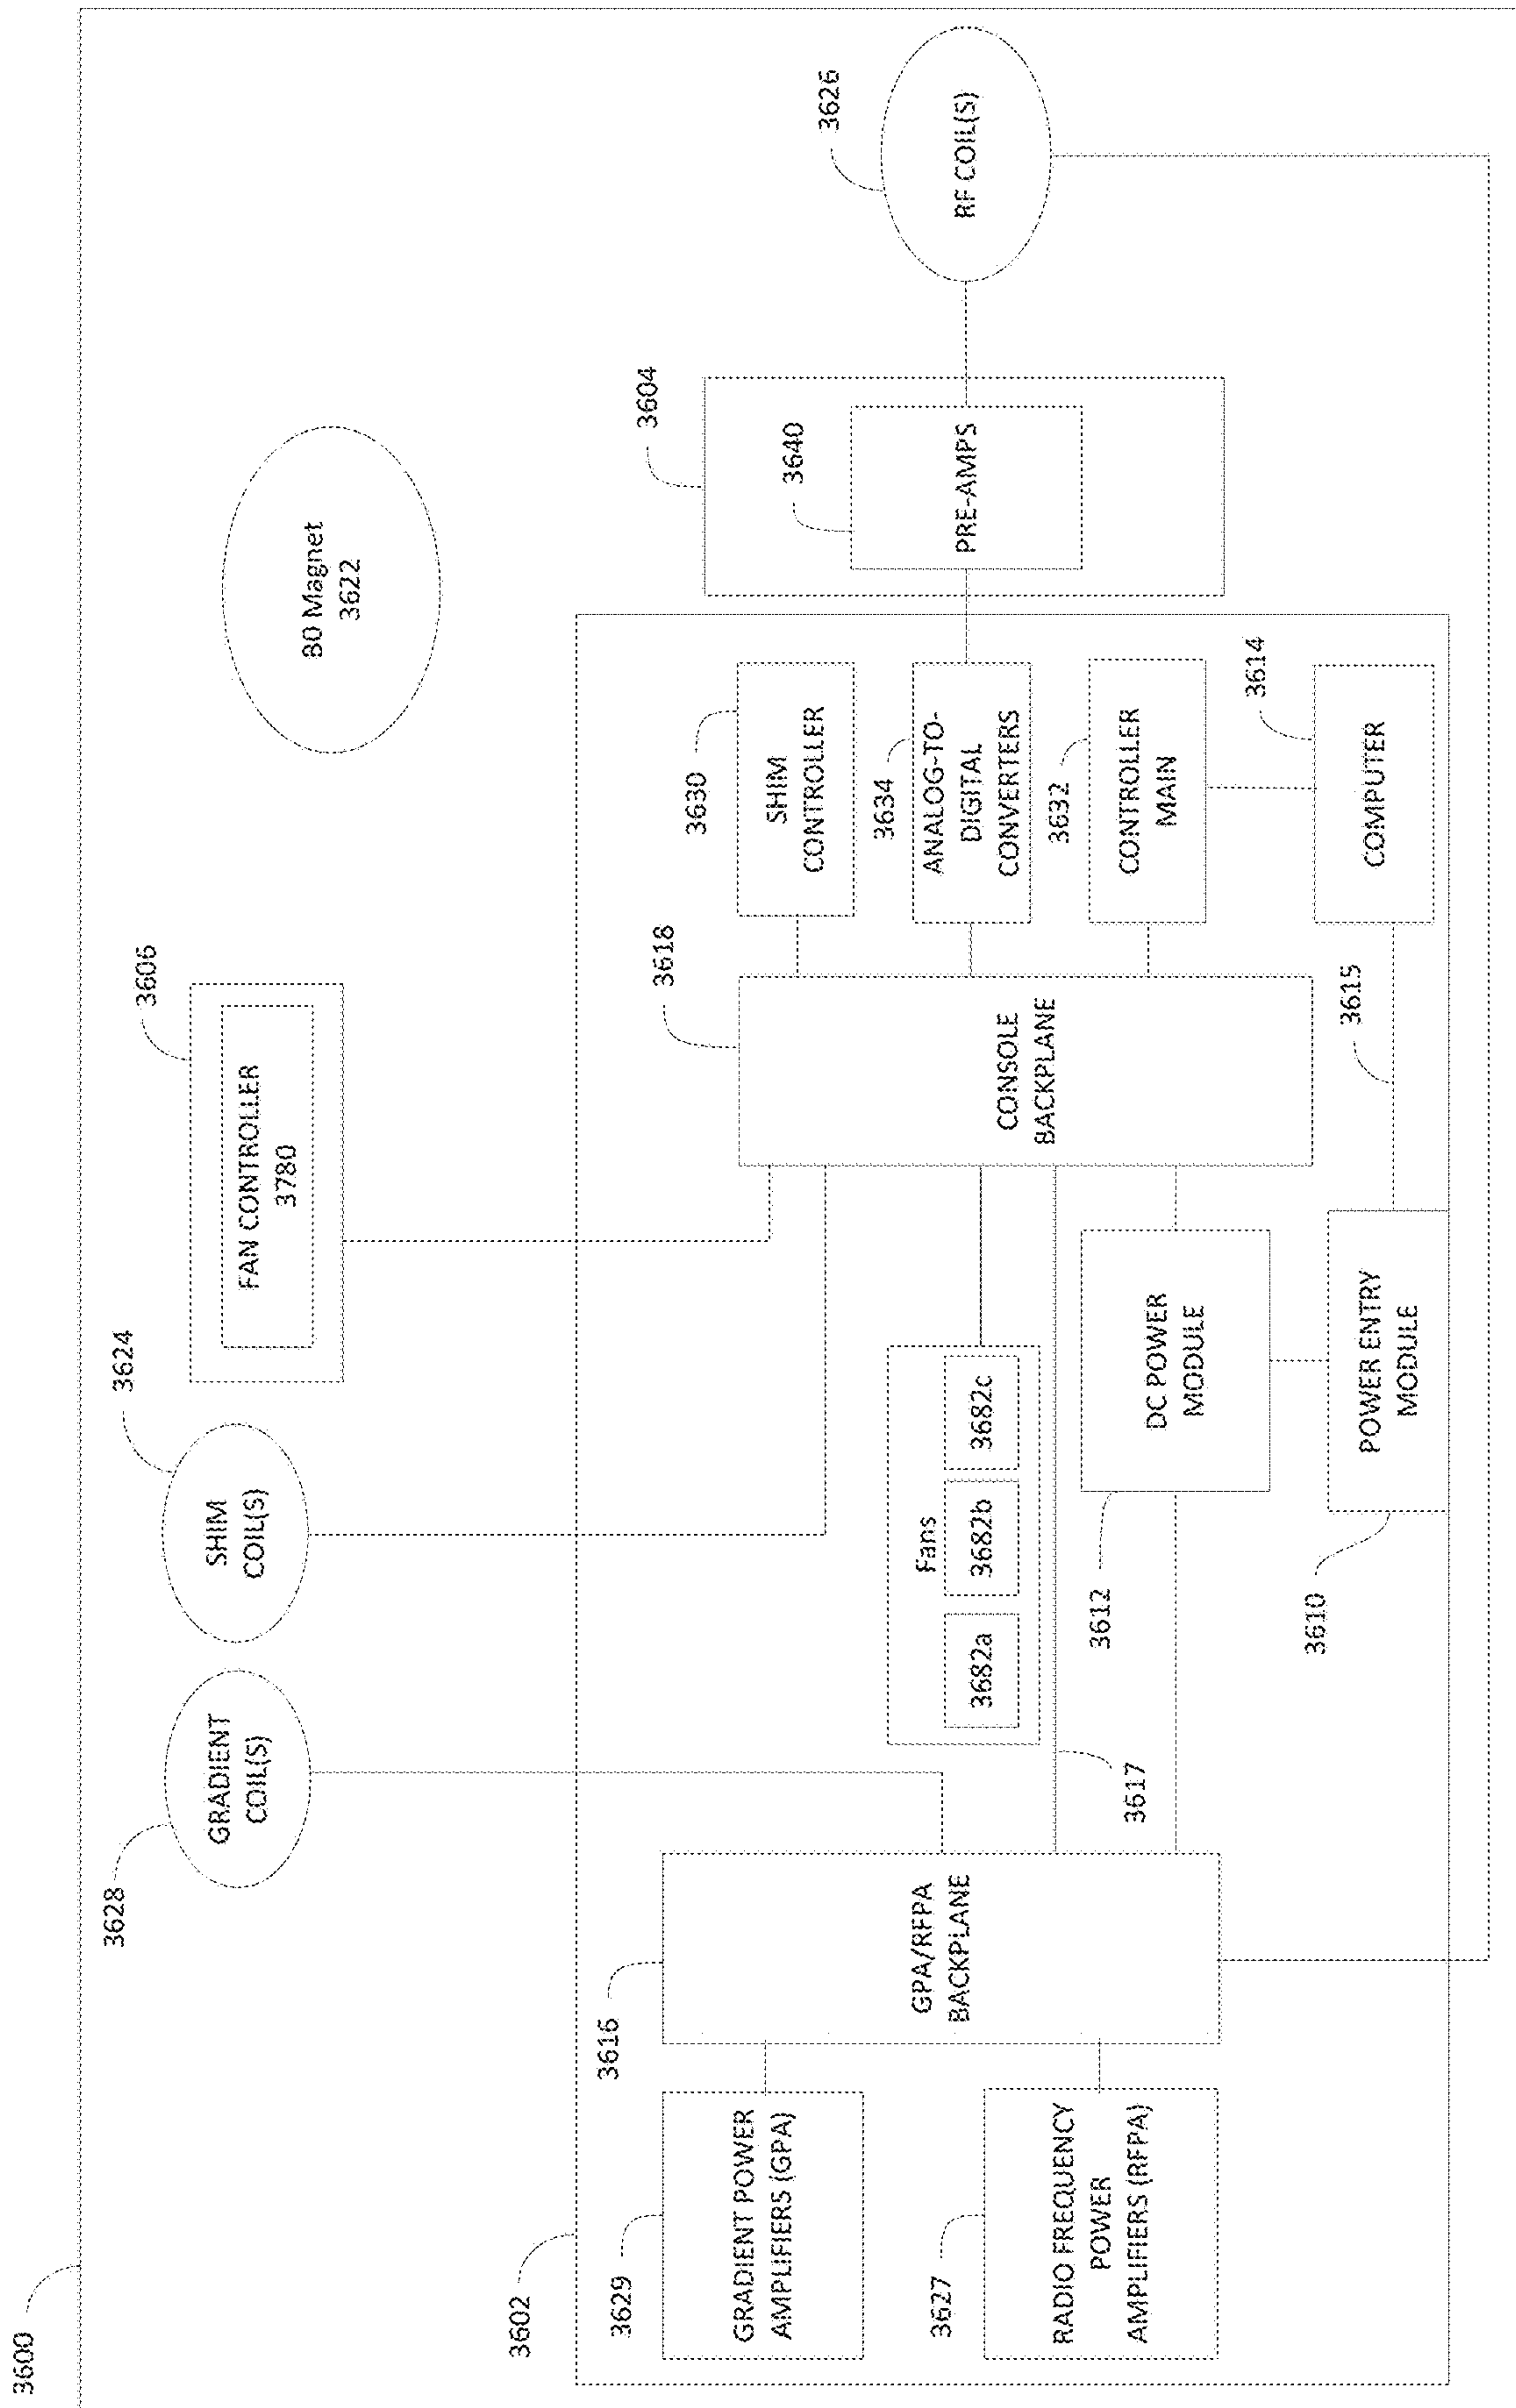 3600
3628
GRADIENT
COIL(S)
3624
SHIM
COIL(S)
3606
FAN CONTROLLER
3780
B0 Magnet
3622
3602
3629
GRADIENT POWER
AMPLIFIERS (GPA)
3627
RADIO FREQUENCY
POWER
AMPLIFIERS (RFPA)
3616
GPA/RFPA
BACKPLANE
3617
Fans
3682a
3682b
3682c
3612
DC POWER
MODULE
3610
POWER ENTRY
MODULE
3618
CONSOLE
BACKPLANE
3615
3630
SHIM
CONTROLLER
3634
ANALOG-TO-
DIGITAL
CONVERTERS
3632
CONTROLLER
MAIN
3614
COMPUTER
3604
3640
PRE-AMPS
3626
RF COIL(S)